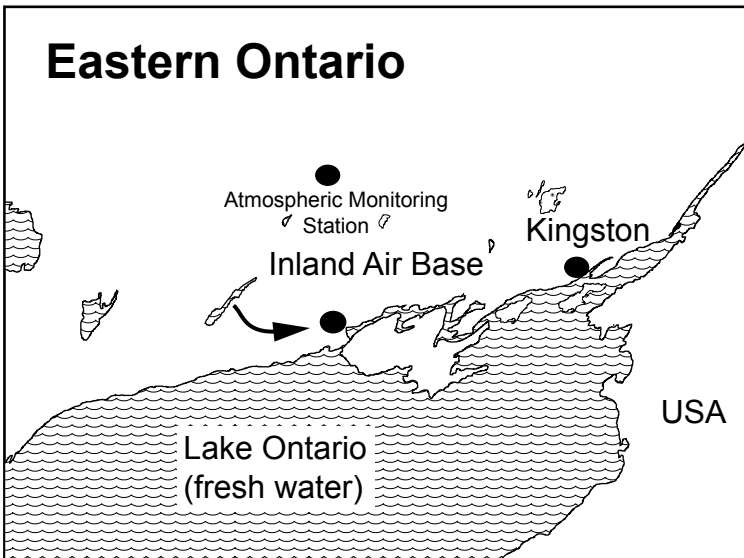 Eastern Ontario
Atmospheric Monitoring
Station
Kingston
Inland Air Base
USA
Lake Ontario
(fresh water)